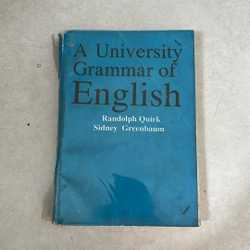 A University
Grammar of
English
Randolph Quirk
Sidney Greenbaum